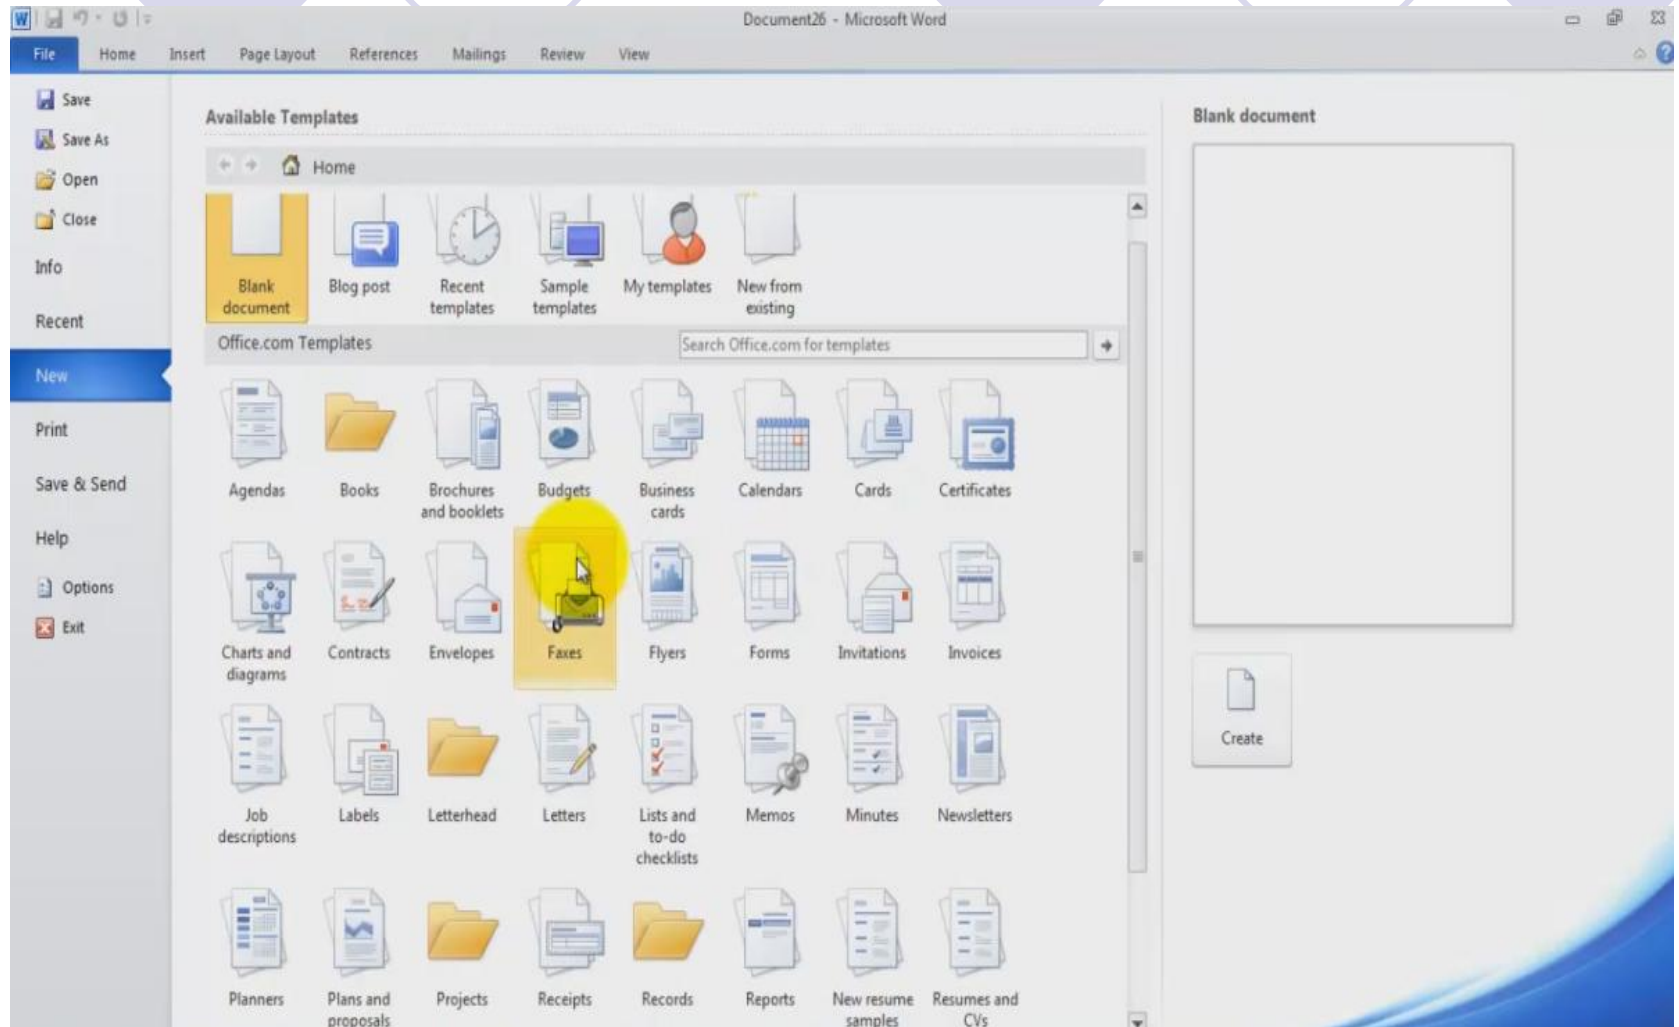 W
Document26 - Microsoft Word
File Home Insert Page Layout References Mailings Review View
?
Save
Save As
Open
Close
Info
Recent
New
Print
Save & Send
Help
Options
Exit
Available Templates
Home
Blank document
Blog post
Recent templates
Sample templates
My templates
New from existing
Office.com Templates
Search Office.com for templates
Agendas
Books
Brochures and booklets
Budgets
Business cards
Calendars
Cards
Certificates
Charts and diagrams
Contracts
Envelopes
Faxes
Flyers
Forms
Invitations
Invoices
Job descriptions
Labels
Letterhead
Letters
Lists and to-do checklists
Memos
Minutes
Newsletters
Planners
Plans and proposals
Projects
Receipts
Records
Reports
New resume samples
Resumes and CVs
Blank document
Create